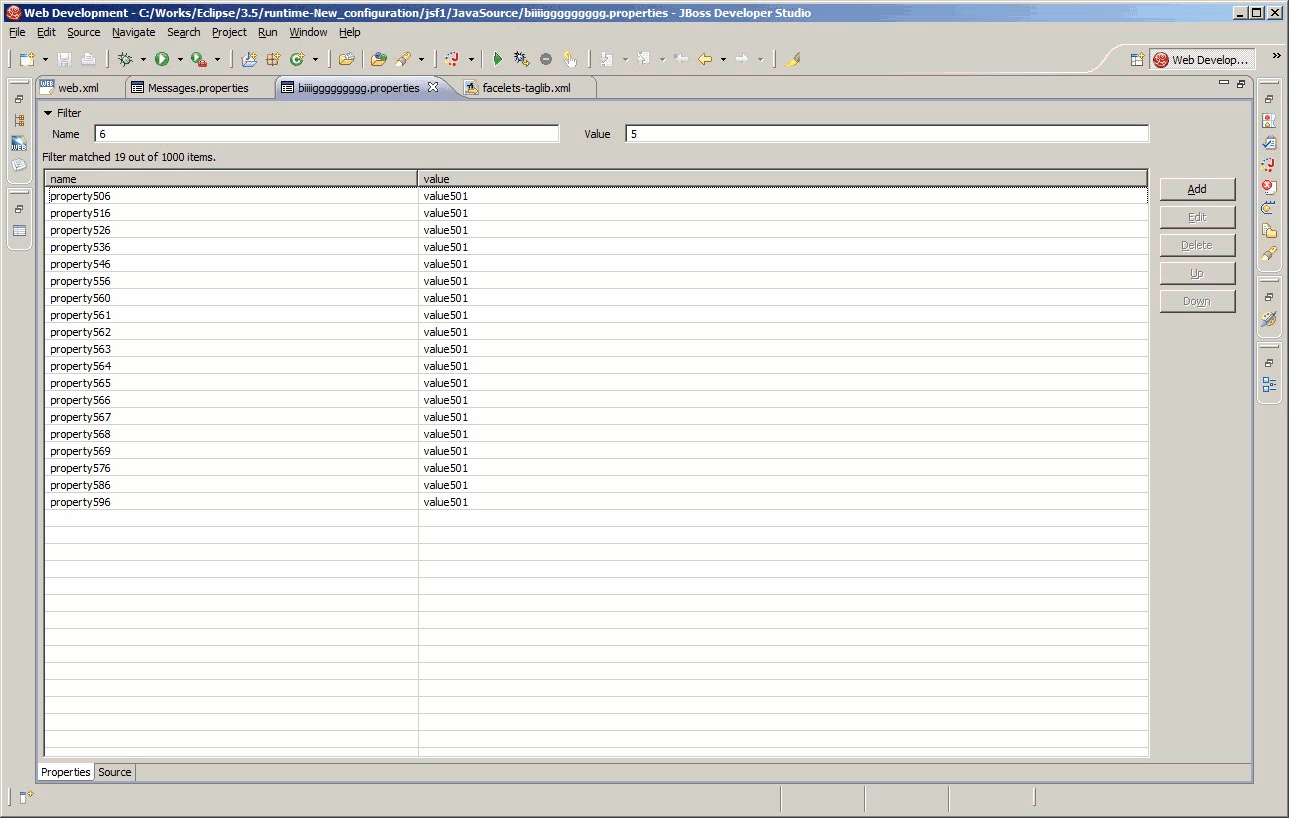 Web Development - C:/Works/Eclipse/3.5/runtime-New_configuration/jsf1/JavaSource/biiiiggggggggg.properties - JBoss Developer Studio
File Edit Source Navigate Search Project Run Window Help
Web Develop... »
web.xml Messages.properties biiiiggggggggg.properties facelets-taglib.xml
Filter
Name 6 Value 5
Filter matched 19 out of 1000 items.
name value
property506 value501
property516 value501
property526 value501
property536 value501
property546 value501
property556 value501
property560 value501
property561 value501
property562 value501
property563 value501
property564 value501
property565 value501
property566 value501
property567 value501
property568 value501
property569 value501
property576 value501
property586 value501
property596 value501
Add
Edit
Delete
Up
Down
Properties Source